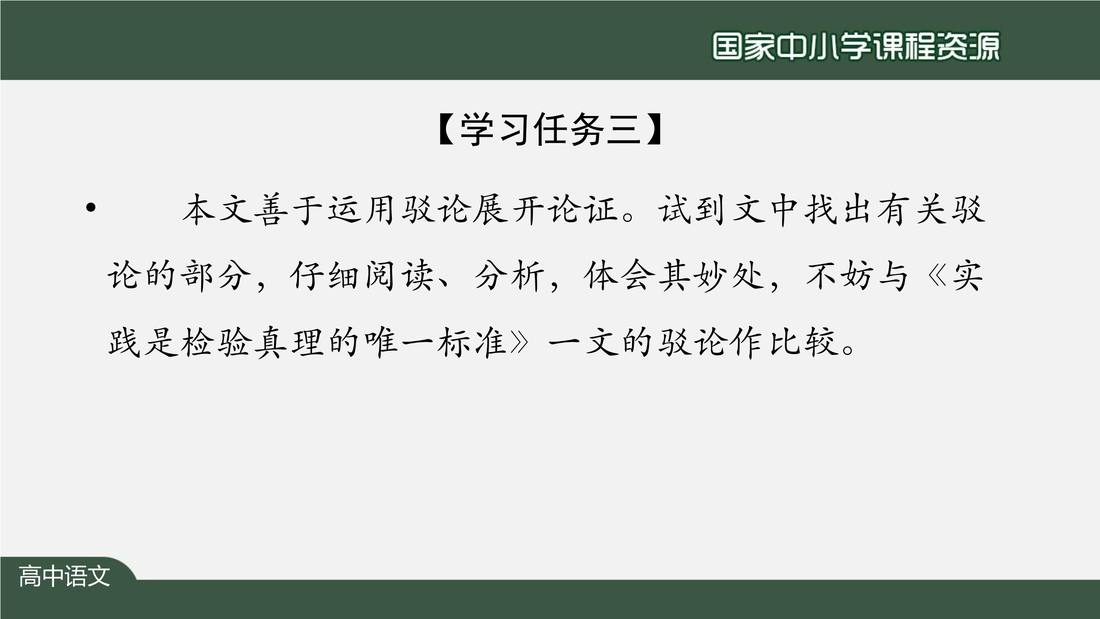 国家中小学课程资源
【学习任务三】
• 本文善于运用驳论展开论证。试到文中找出有关驳
论的部分，仔细阅读、分析，体会其妙处，不妨与《实
践是检验真理的唯一标准》一文的驳论作比较。
高中语文